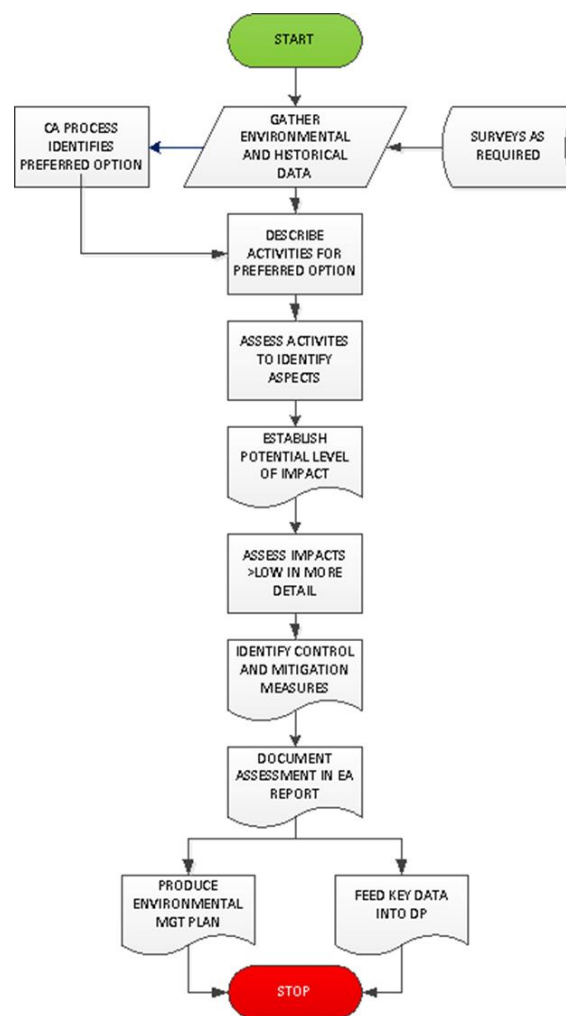 START
GATHER
ENVIRONMENTAL
AND HISTORICAL
DATA
CA PROCESS
IDENTIFIES
PREFERRED OPTION
SURVEYS AS
REQUIRED
DESCRIBE
ACTIVITIES FOR
PREFERRED OPTION
ASSESS ACTIVITES
TO IDENTIFY
ASPECTS
ESTABLISH
POTENTIAL LEVEL
OF IMPACT
ASSESS IMPACTS
>LOW IN MORE
DETAIL
IDENTIFY CONTROL
AND MITIGATION
MEASURES
DOCUMENT
ASSESSMENT IN EA
REPORT
PRODUCE
ENVIRONMENTAL
MGT PLAN
FEED KEY DATA
INTO DP
STOP